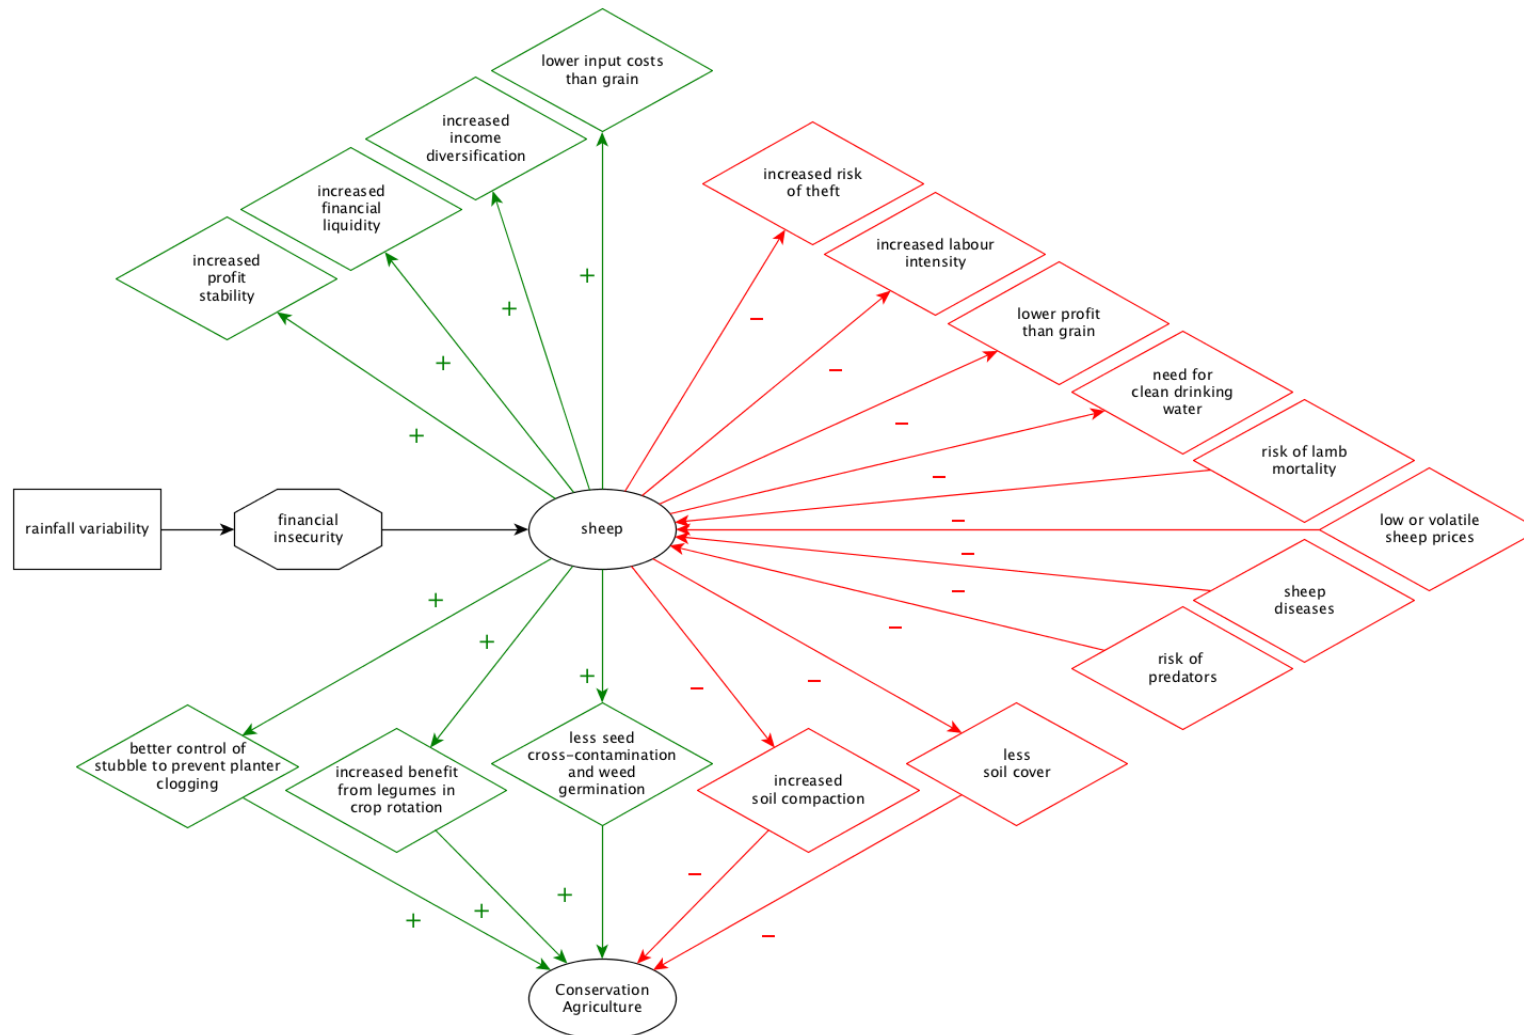 lower input costs
than grain
increased
income
diversification
increased
financial
liquidity
increased
profit
stability
increased risk
of theft
increased labour
intensity
lower profit
than grain
need for
clean drinking
water
risk of lamb
mortality
low or volatile
sheep prices
sheep
diseases
risk of
predators
+
+
+
+
−
−
−
−
−
−
−
−
rainfall variability
financial
insecurity
sheep
+
+
+
−
−
better control of
stubble to prevent planter
clogging
increased benefit
from legumes in
crop rotation
less seed
cross-contamination
and weed
germination
increased
soil compaction
less
soil cover
+
+
+
−
−
Conservation
Agriculture